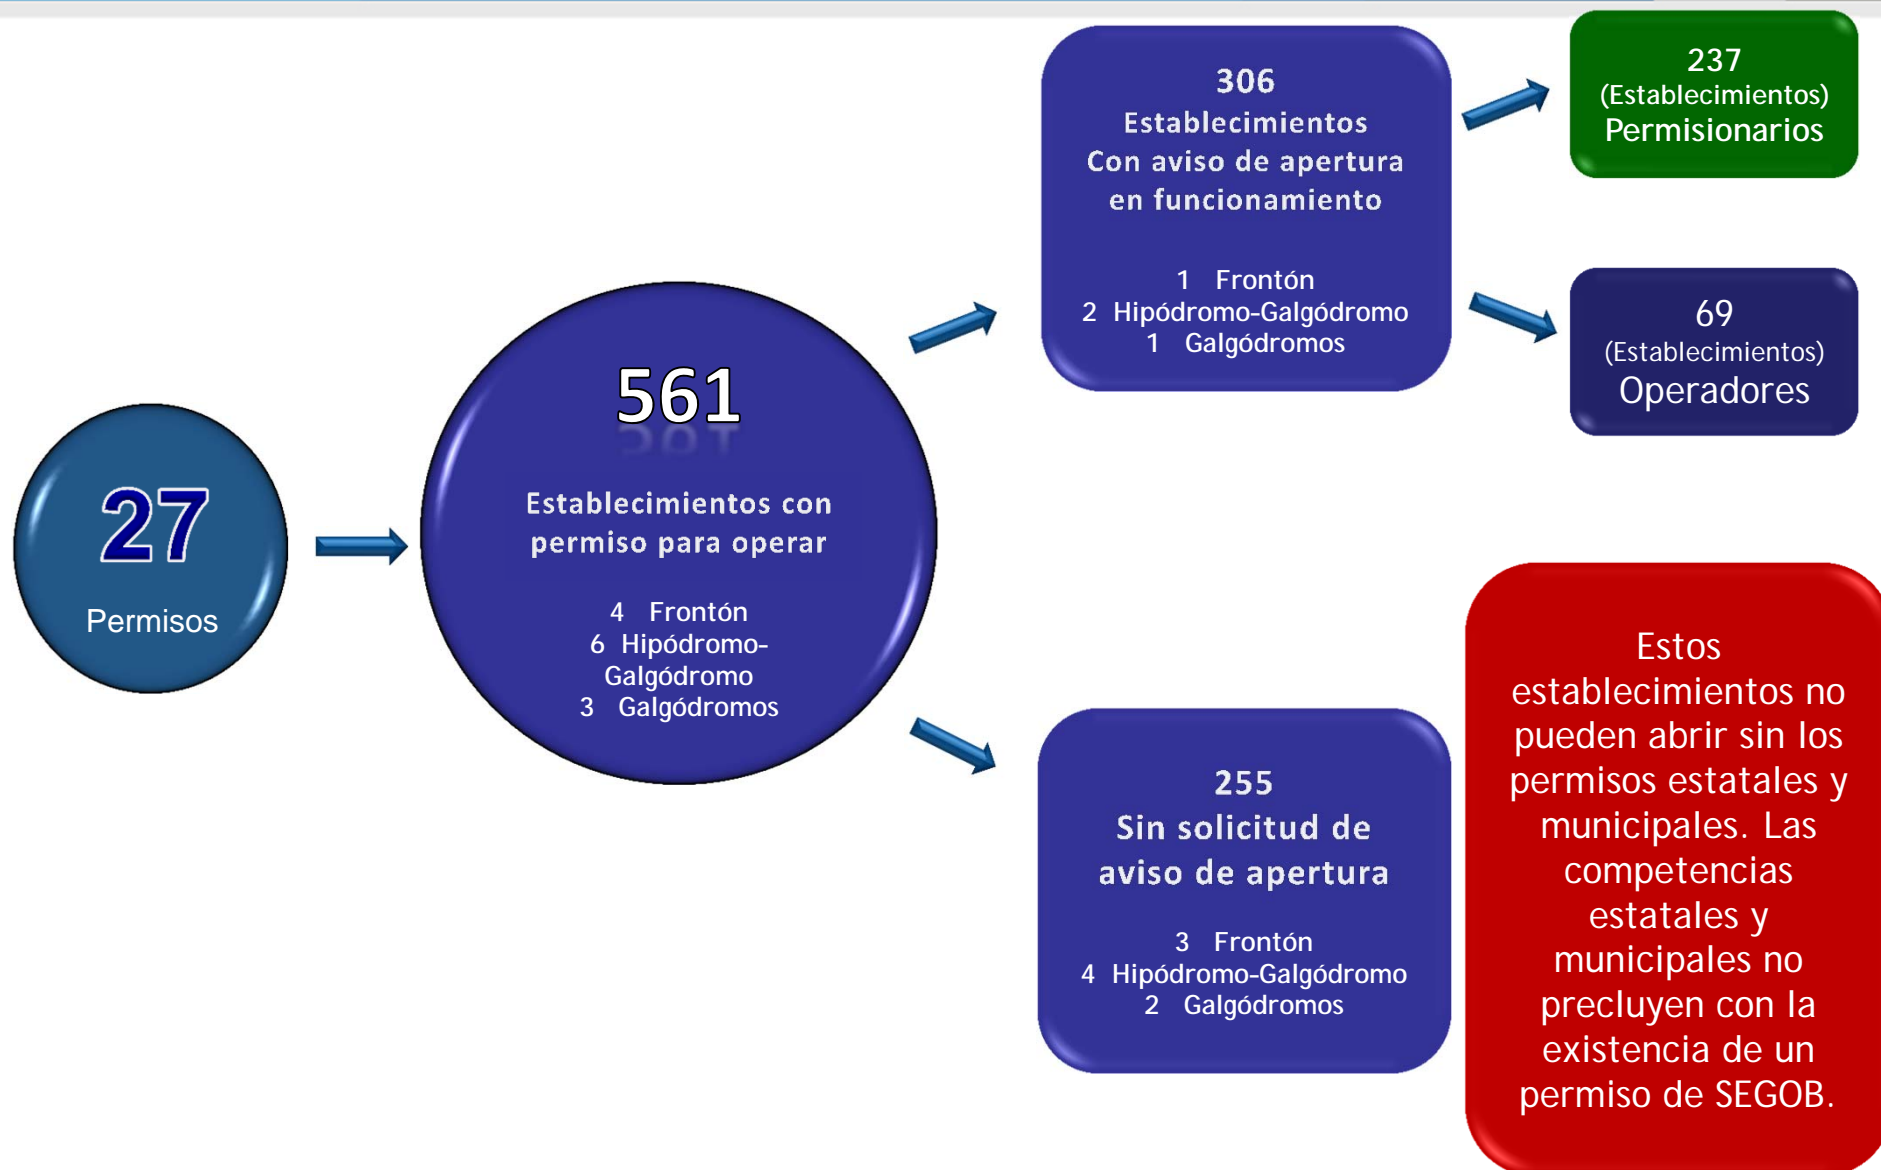 27
Permisos
561
Establecimientos con
permiso para operar
4 Frontón
6 Hipódromo-
Galgódromo
3 Galgódromos
306
Establecimientos
Con aviso de apertura
en funcionamiento
1 Frontón
2 Hipódromo-Galgódromo
1 Galgódromos
237
(Establecimientos)
Permisionarios
69
(Establecimientos)
Operadores
255
Sin solicitud de
aviso de apertura
3 Frontón
4 Hipódromo-Galgódromo
2 Galgódromos
Estos
establecimientos no
pueden abrir sin los
permisos estatales y
municipales. Las
competencias
estatales y
municipales no
precluyen con la
existencia de un
permiso de SEGOB.